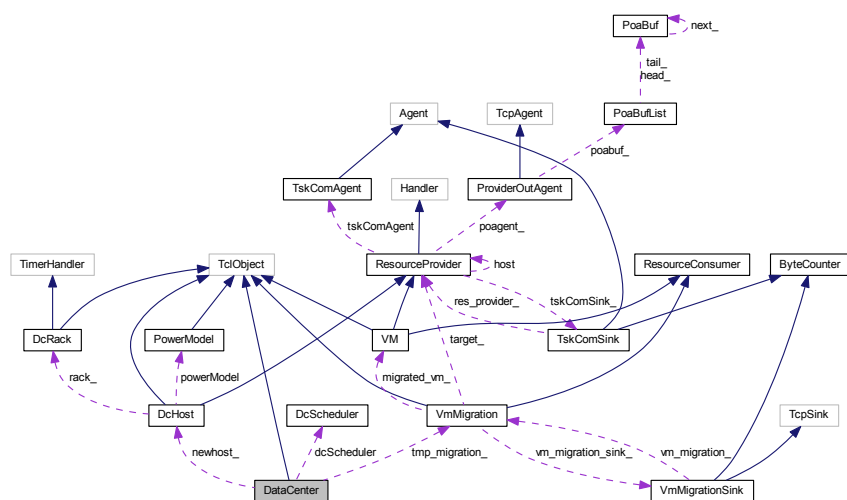 PoaBuf
next_
tail_
head_
Agent
TcpAgent
PoaBufList
poabuf_
TskComAgent
Handler
ProviderOutAgent
tskComAgent
poagent_
TimerHandler
TclObject
ResourceProvider
host
ResourceConsumer
ByteCounter
res_provider_
tskComSink_
DcRack
PowerModel
VM
target_
TskComSink
rack_
powerModel
migrated_vm_
DcHost
DcScheduler
VmMigration
TcpSink
newhost_
dcScheduler
tmp_migration_
vm_migration_sink_
vm_migration_
DataCenter
VmMigrationSink